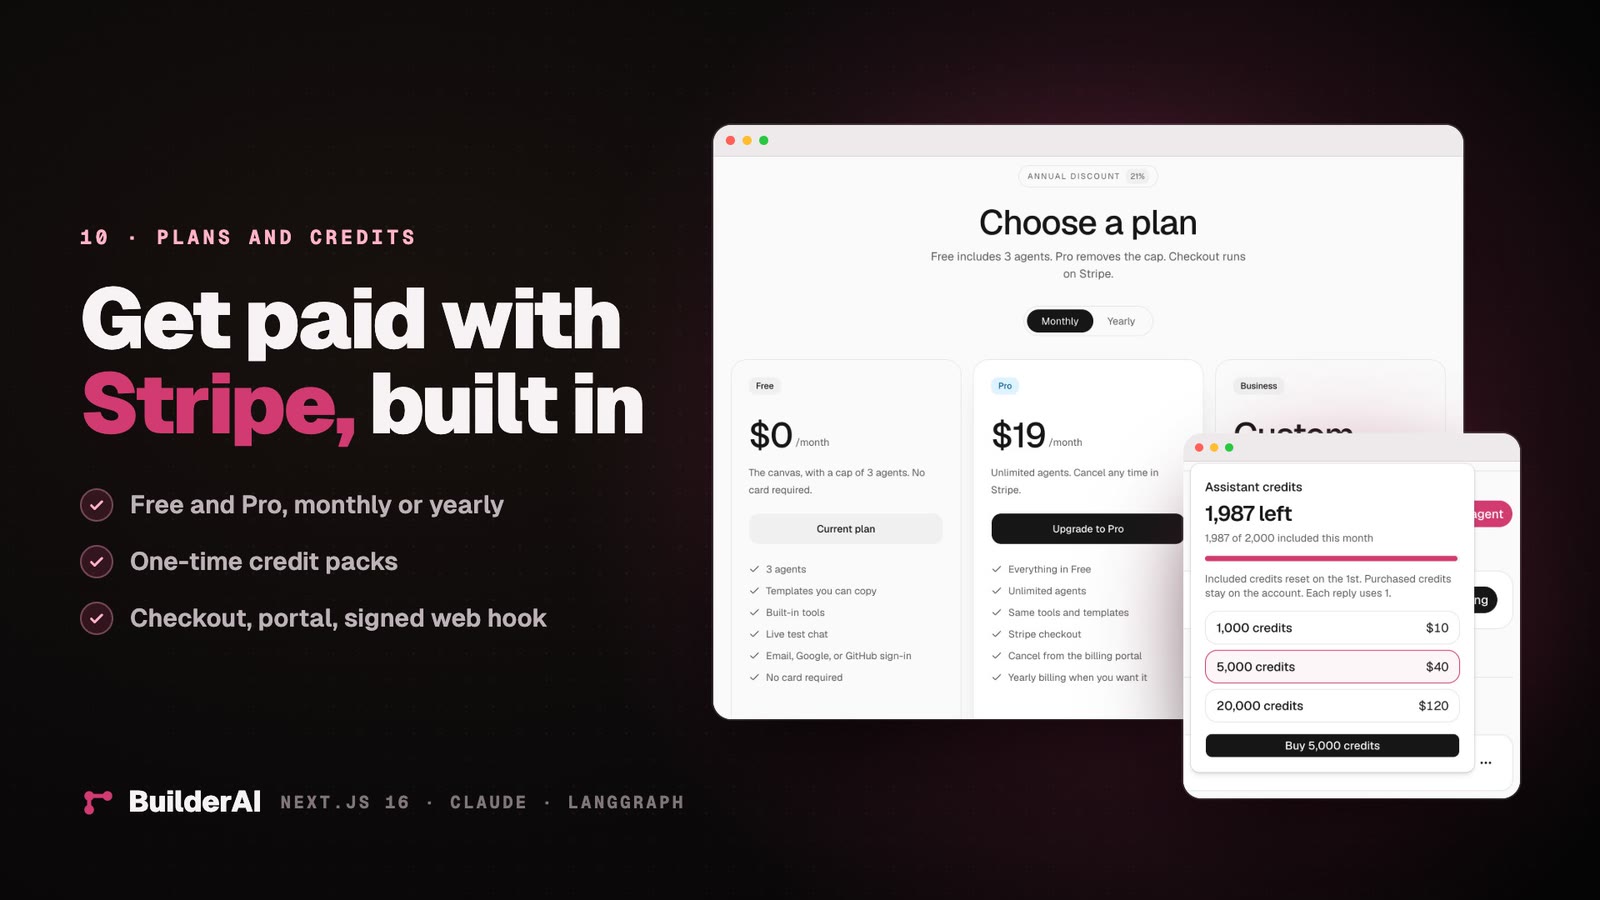 10 · PLANS AND CREDITS
Get paid with
Stripe, built in
Free and Pro, monthly or yearly
One-time credit packs
Checkout, portal, signed web hook
BuilderAI NEXT.JS 16 · CLAUDE · LANGGRAPH
ANNUAL DISCOUNT 21%
Choose a plan
Free includes 3 agents. Pro removes the cap. Checkout runs
on Stripe.
Monthly Yearly
Free
$0 /month
The canvas, with a cap of 3 agents. No
card required.
Current plan
3 agents
Templates you can copy
Built-in tools
Live test chat
Email, Google, or GitHub sign-in
No card required
Pro
$19 /month
Unlimited agents. Cancel any time in
Stripe.
Upgrade to Pro
Everything in Free
Unlimited agents
Same tools and templates
Stripe checkout
Cancel from the billing portal
Yearly billing when you want it
Business
Custom
Assistant credits
1,987 left
1,987 of 2,000 included this month
Included credits reset on the 1st. Purchased credits
stay on the account. Each reply uses 1.
1,000 credits $10
5,000 credits $40
20,000 credits $120
Buy 5,000 credits
agent
ng
...